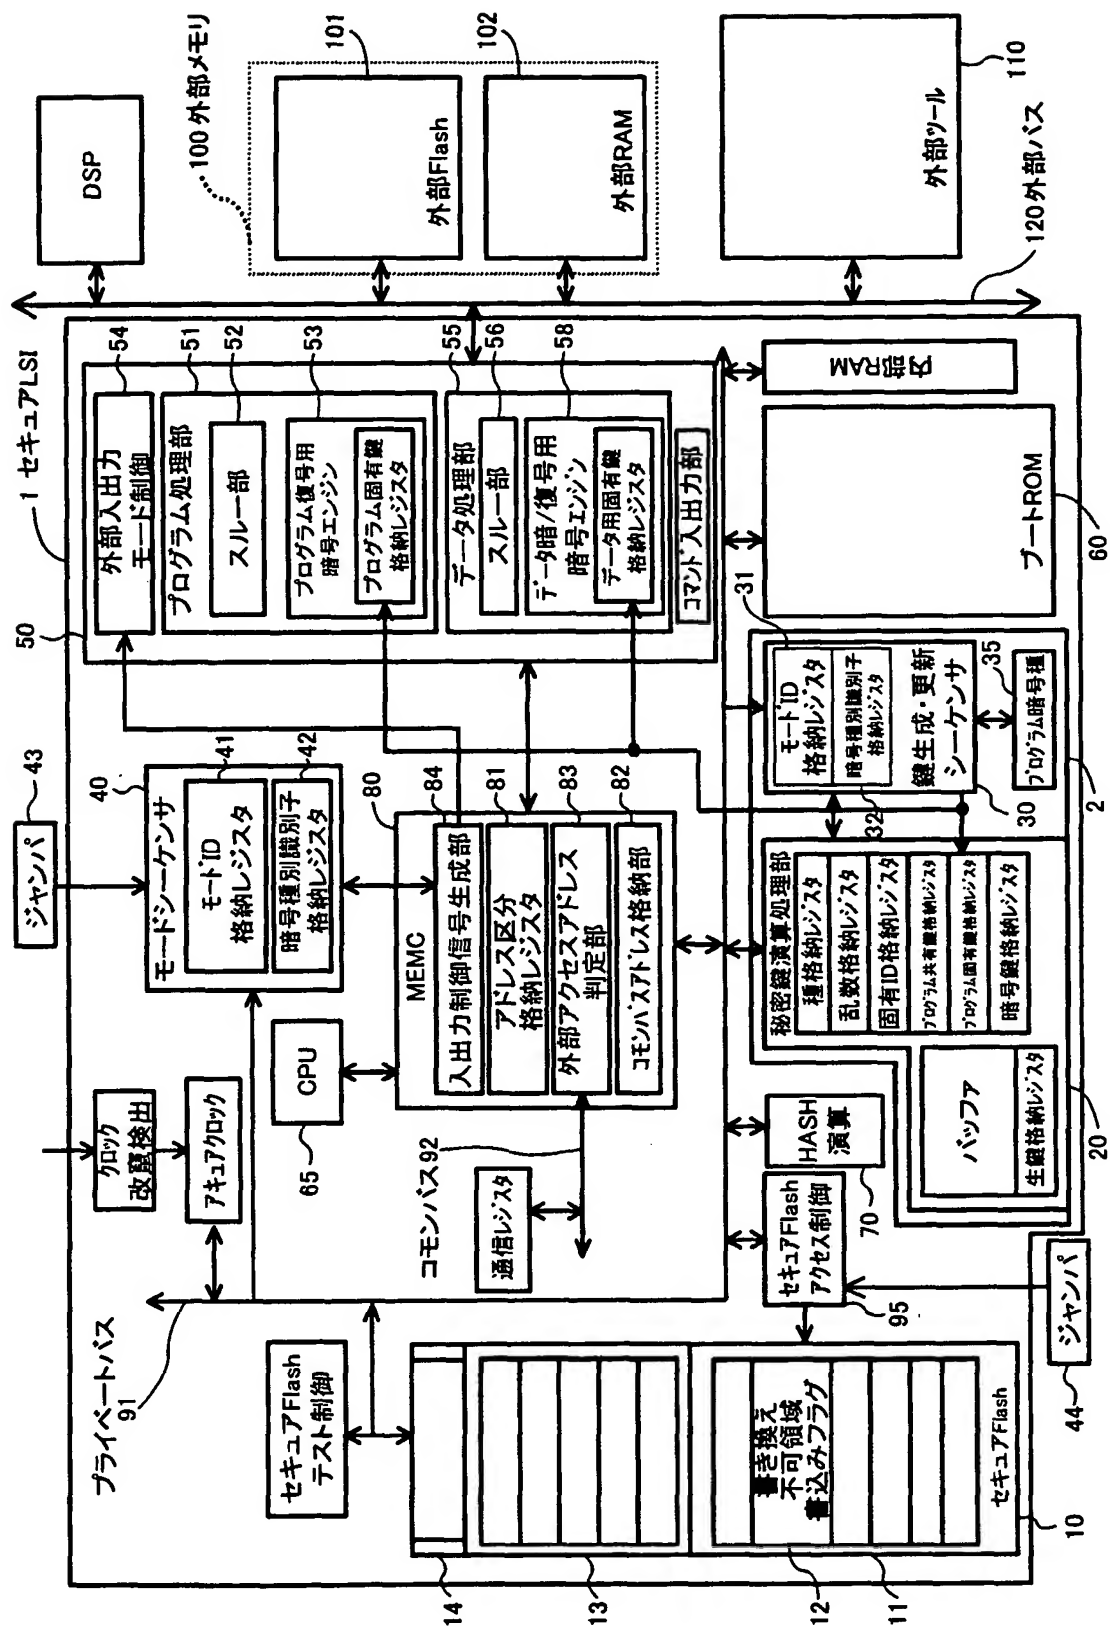 1 セキュアLSI
100 外部メモリ
DSP
101
外部Flash
102
外部RAM
110
外部ツール
120外部バス
50
外部入出力
モード制御
54
プログラム処理部
51
スルー部
52
プログラム復号用
暗号エンジン
53
プログラム固有鍵
格納レジスタ
データ処理部
55
スルー部
56
データ暗/復号用
暗号エンジン
58
データ用固有鍵
格納レジスタ
コマンド入出力部
内部RAM
ブートROM
60
ジャンパ
43
40
モードシーケンサ
モードID
格納レジスタ
41
暗号種別識別子
格納レジスタ
42
80
MEMC
入出力制御信号生成部
84
アドレス区分
格納レジスタ
81
外部アクセスアドレス
判定部
83
コモンバスアドレス格納部
82
CPU
65
クロック
改竄検出
アキュアクロック
コモンバス92
通信レジスタ
プライベートバス
91
31
モードID
格納レジスタ
暗号種別識別子
格納レジスタ
32
鍵生成・更新
シーケンサ
30
35
プログラム暗号種
2
秘密鍵演算処理部
種格納レジスタ
乱数格納レジスタ
固有ID格納レジスタ
プログラム共有鍵格納レジスタ
プログラム固有鍵格納レジスタ
暗号鍵格納レジスタ
バッファ
生鍵格納レジスタ
20
HASH
演算
70
セキュアFlash
アクセス制御
95
ジャンパ
44
セキュアFlash
テスト制御
14
13
書き換え
不可領域
書込みフラグ
12
11
セキュアFlash
10